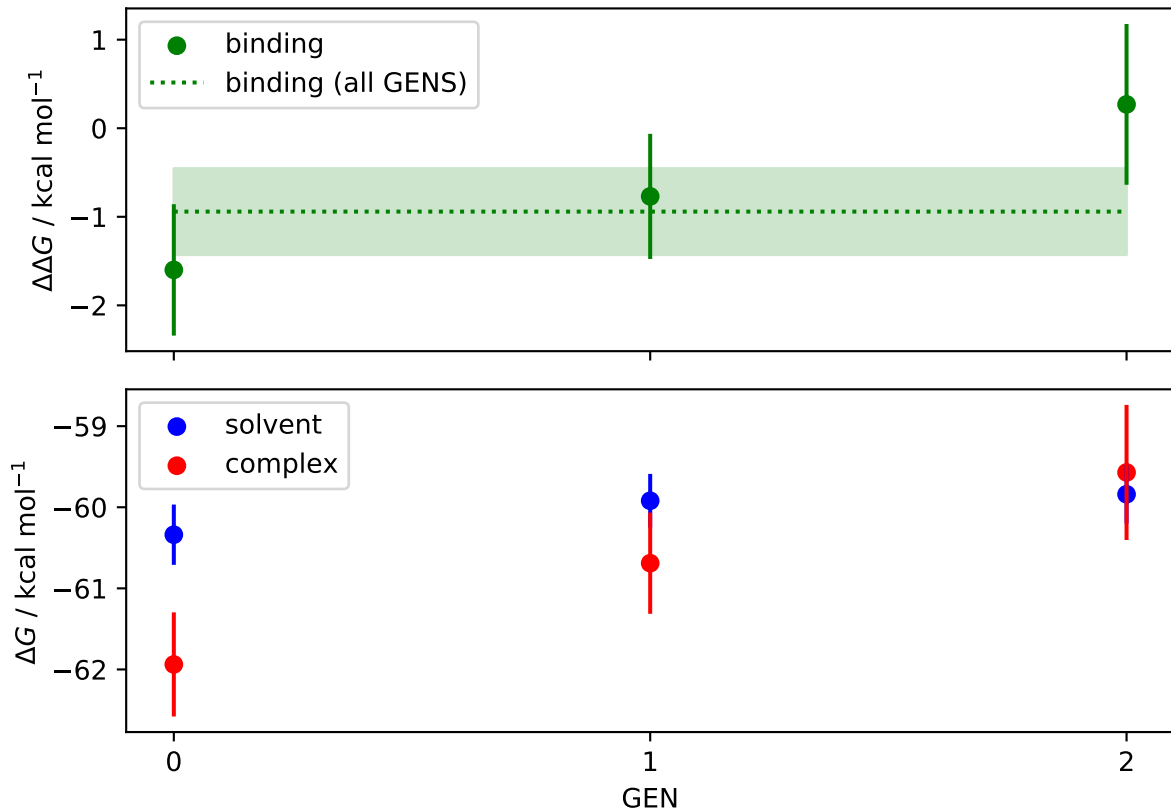 binding
binding (all GENS)
ΔΔG / kcal mol⁻¹
1
0
−1
−2
solvent
complex
ΔG / kcal mol⁻¹
−59
−60
−61
−62
0 1 2
GEN